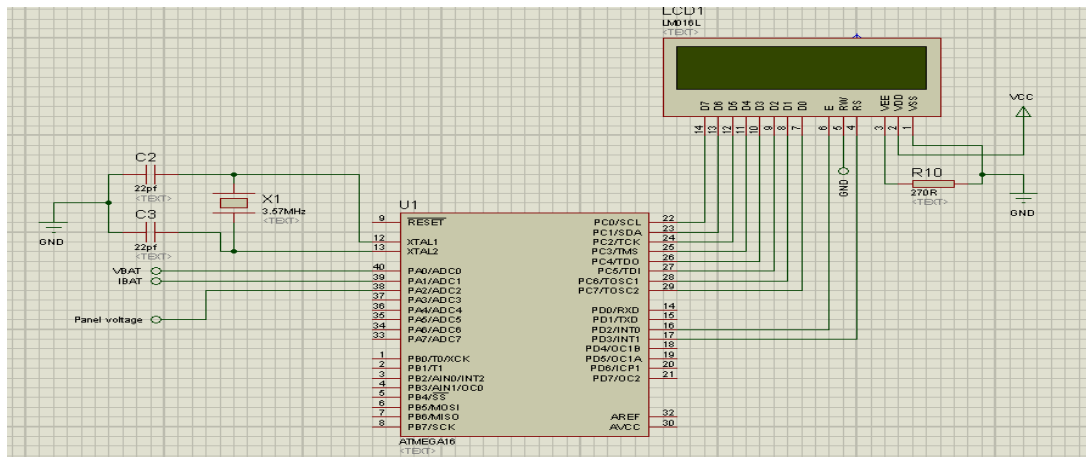 LCD1
LM016L
<TEXT>
D7 D6 D5 D4 D3 D2 D1 D0 E RW RS VEE VDD VSS
14 13 12 11 10 9 8 7 6 5 4 3 2 1
VCC
GND
R10
270R
<TEXT>
GND
C2
22pf
<TEXT>
X1
3.57MHz
<TEXT>
C3
22pf
<TEXT>
GND
VBAT
IBAT
Panel voltage
U1
9 RESET
12 XTAL1
13 XTAL2
40 PA0/ADC0
39 PA1/ADC1
38 PA2/ADC2
37 PA3/ADC3
36 PA4/ADC4
35 PA5/ADC5
34 PA6/ADC6
33 PA7/ADC7
1 PB0/T0/XCK
2 PB1/T1
3 PB2/AIN0/INT2
4 PB3/AIN1/OC0
5 PB4/SS
6 PB5/MOSI
7 PB6/MISO
8 PB7/SCK
PC0/SCL 22
PC1/SDA 23
PC2/TCK 24
PC3/TMS 25
PC4/TDO 26
PC5/TDI 27
PC6/TOSC1 28
PC7/TOSC2 29
PD0/RXD 14
PD1/TXD 15
PD2/INT0 16
PD3/INT1 17
PD4/OC1B 18
PD5/OC1A 19
PD6/ICP1 20
PD7/OC2 21
AREF 32
AVCC 30
ATMEGA16
<TEXT>